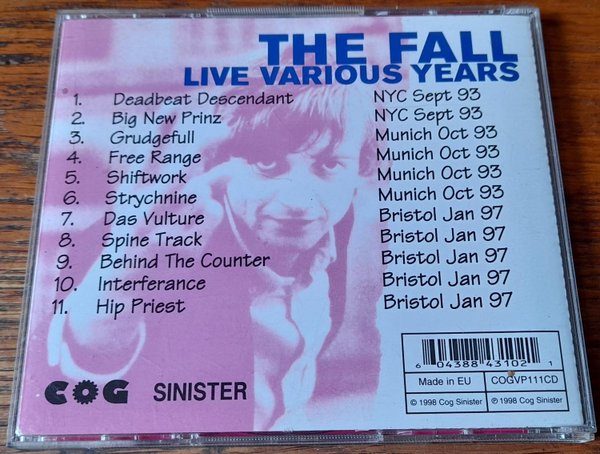 THE FALL
LIVE VARIOUS YEARS
1. Deadbeat Descendant NYC Sept 93
2. Big New Prinz NYC Sept 93
3. Grudgefull Munich Oct 93
4. Free Range Munich Oct 93
5. Shiftwork Munich Oct 93
6. Strychnine Munich Oct 93
7. Das Vulture Bristol Jan 97
8. Spine Track Bristol Jan 97
9. Behind The Counter Bristol Jan 97
10. Interferance Bristol Jan 97
11. Hip Priest Bristol Jan 97
COG SINISTER
6 04388 43102 1
Made in EU COGVP111CD
© 1998 Cog Sinister ℗ 1998 Cog Sinister